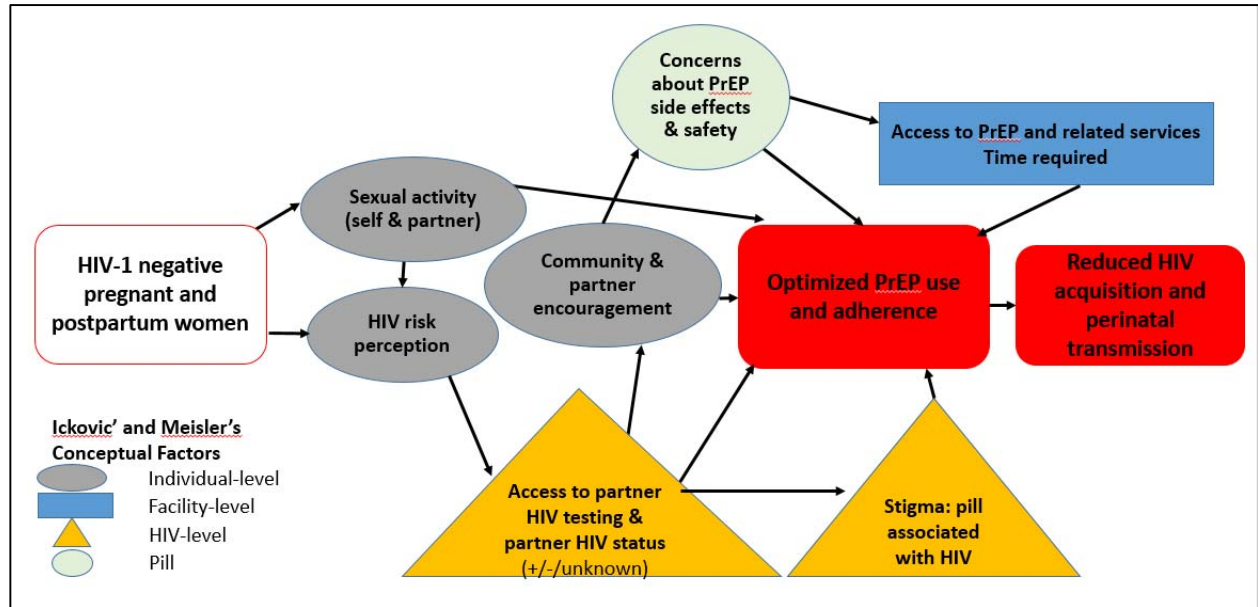 Concerns
about PrEP
side effects
& safety
Access to PrEP and related services
Time required
Sexual activity
(self & partner)
HIV-1 negative
pregnant and
postpartum women
HIV risk
perception
Community &
partner
encouragement
Optimized PrEP use
and adherence
Reduced HIV
acquisition and
perinatal
transmission
Access to partner
HIV testing &
partner HIV status
(+/-/unknown)
Stigma: pill
associated
with HIV
Ickovic’ and Meisler’s
Conceptual Factors
Individual-level
Facility-level
HIV-level
Pill